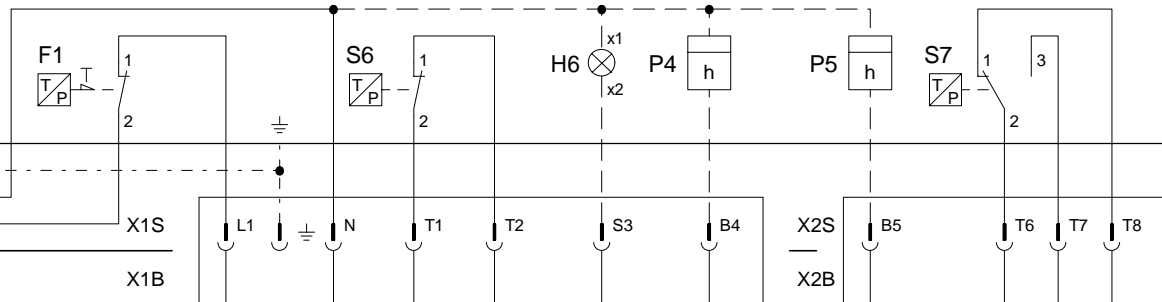 F1
T
P
1
2
S6
T
P
1
2
H6
x1
x2
P4
h
P5
h
S7
T
P
1
3
2
X1S
L1
N
T1
T2
S3
B4
X2S
B5
T6
T7
T8
X1B
X2B